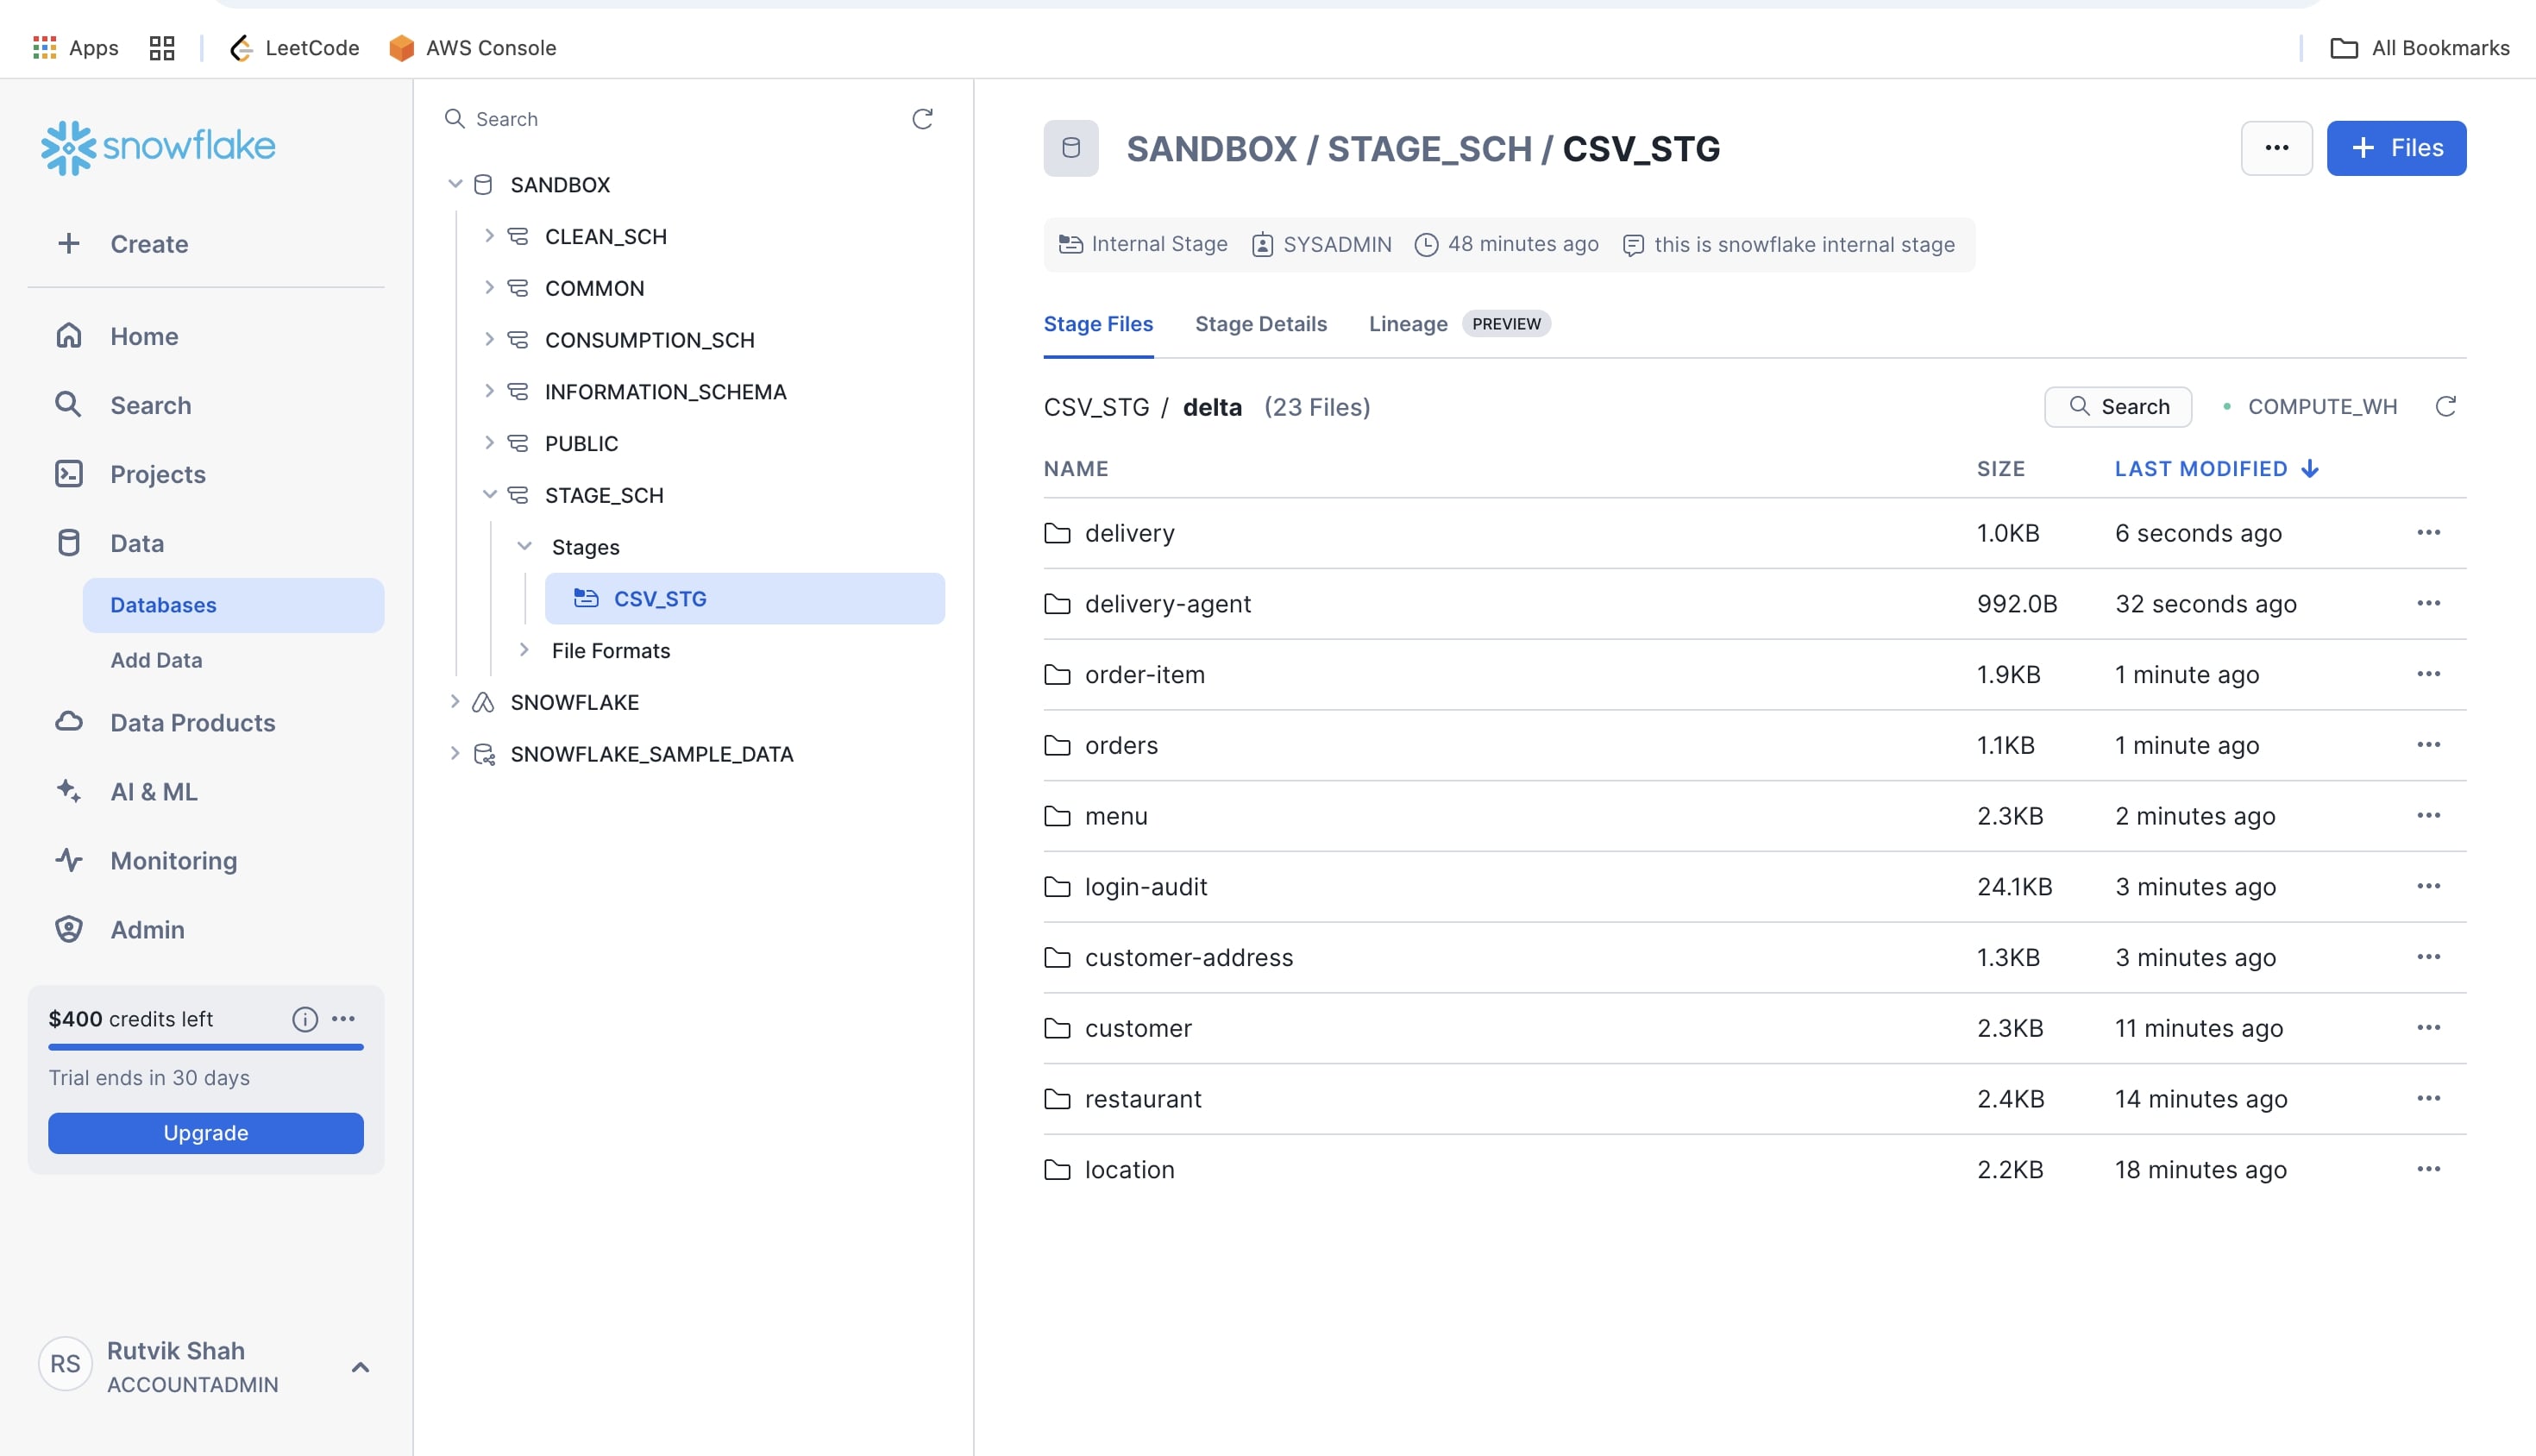 Apps LeetCode AWS Console All Bookmarks
snowflake
Create
Home
Search
Projects
Data
Databases
Add Data
Data Products
AI & ML
Monitoring
Admin
$400 credits left
Trial ends in 30 days
Upgrade
RS
Rutvik Shah
ACCOUNTADMIN
Search
SANDBOX
CLEAN_SCH
COMMON
CONSUMPTION_SCH
INFORMATION_SCHEMA
PUBLIC
STAGE_SCH
Stages
CSV_STG
File Formats
SNOWFLAKE
SNOWFLAKE_SAMPLE_DATA
SANDBOX / STAGE_SCH / CSV_STG
... + Files
Internal Stage SYSADMIN 48 minutes ago this is snowflake internal stage
Stage Files Stage Details Lineage PREVIEW
CSV_STG / delta (23 Files) Search COMPUTE_WH
NAME SIZE LAST MODIFIED
delivery 1.0KB 6 seconds ago ...
delivery-agent 992.0B 32 seconds ago ...
order-item 1.9KB 1 minute ago ...
orders 1.1KB 1 minute ago ...
menu 2.3KB 2 minutes ago ...
login-audit 24.1KB 3 minutes ago ...
customer-address 1.3KB 3 minutes ago ...
customer 2.3KB 11 minutes ago ...
restaurant 2.4KB 14 minutes ago ...
location 2.2KB 18 minutes ago ...